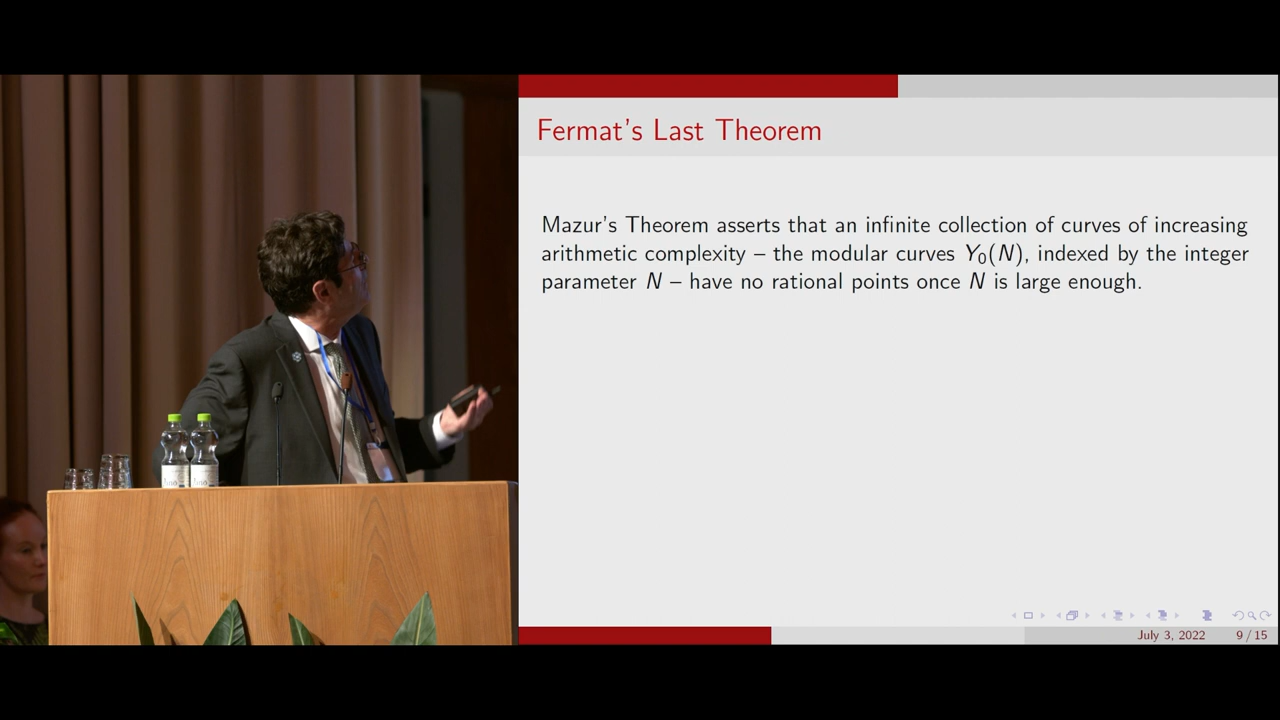 Fermat's Last Theorem
Mazur's Theorem asserts that an infinite collection of curves of increasing
arithmetic complexity – the modular curves Y₀(N), indexed by the integer
parameter N – have no rational points once N is large enough.
July 3, 2022 9 / 15